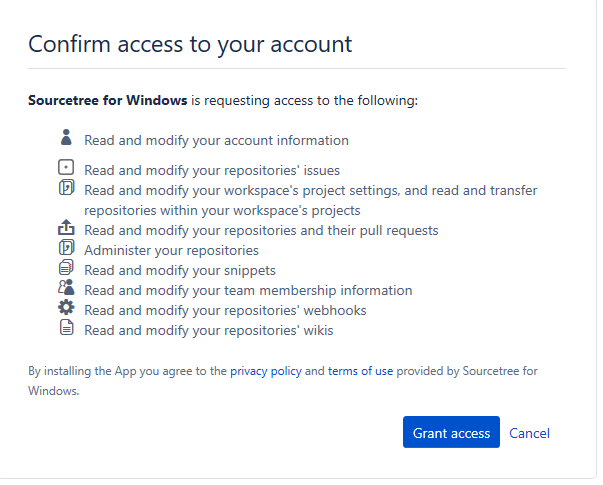 Confirm access to your account
Sourcetree for Windows is requesting access to the following:
Read and modify your account information
Read and modify your repositories' issues
Read and modify your workspace's project settings, and read and transfer
repositories within your workspace's projects
Read and modify your repositories and their pull requests
Administer your repositories
Read and modify your snippets
Read and modify your team membership information
Read and modify your repositories' webhooks
Read and modify your repositories' wikis
By installing the App you agree to the privacy policy and terms of use provided by Sourcetree for
Windows.
Grant access Cancel